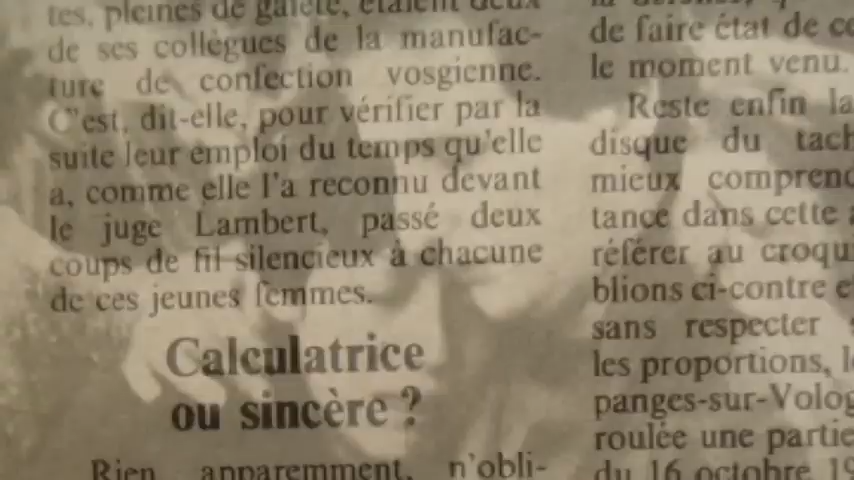 tes, pleines de gaieté, étaient deux
de ses collègues de la manufac-
ture de confection vosgienne.
C'est, dit-elle, pour vérifier par la
suite leur emploi du temps qu'elle
a, comme elle l'a reconnu devant
le juge Lambert, passé deux
coups de fil silencieux à chacune
de ces jeunes femmes.
Calculatrice
ou sincère ?
Rien apparemment, n'obli-
de faire état de
le moment venu.
Reste enfin la
disque du tach
mieux comprend
tance dans cette a
référer au croqu
blions ci-contre e
sans respecter
les proportions, l
panges-sur-Volog
roulée une partie
du 16 octobre 19